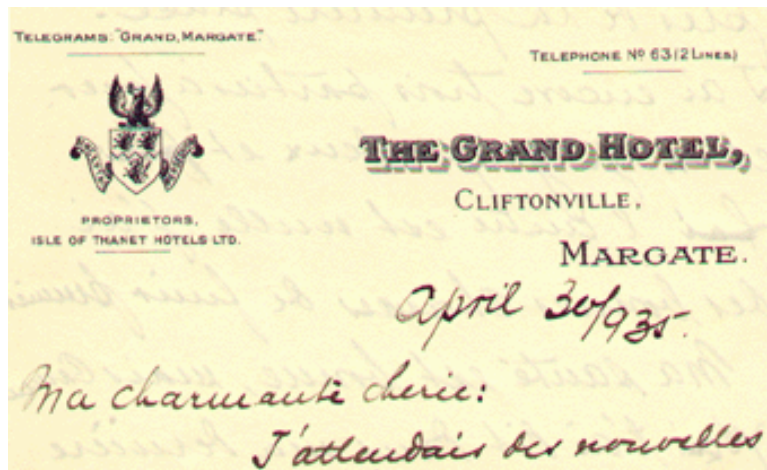 TELEGRAMS: "GRAND, MARGATE."
TELEPHONE Nº 63 (2 LINES)
THE GRAND HOTEL,
CLIFTONVILLE,
MARGATE.
PROPRIETORS,
ISLE OF THANET HOTELS LTD.
April 30/935.
Ma charmante cherie:
J'attendais des nouvelles